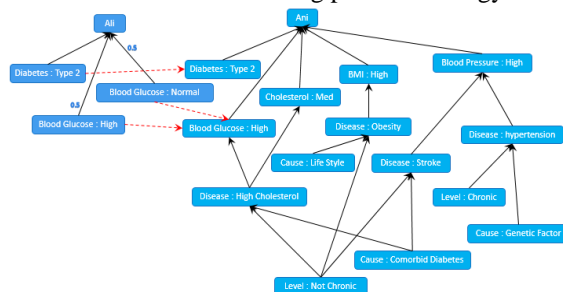 Ali
Ani
0.5
Diabetes : Type 2
Diabetes : Type 2
BMI : High
Blood Pressure : High
Blood Glucose : Normal
Cholesterol : Med
0.5
Blood Glucose : High
Blood Glucose : High
Disease : Obesity
Disease : hypertension
Cause : Life Style
Disease : Stroke
Disease : High Cholesterol
Level : Chronic
Cause : Genetic Factor
Cause : Comorbid Diabetes
Level : Not Chronic